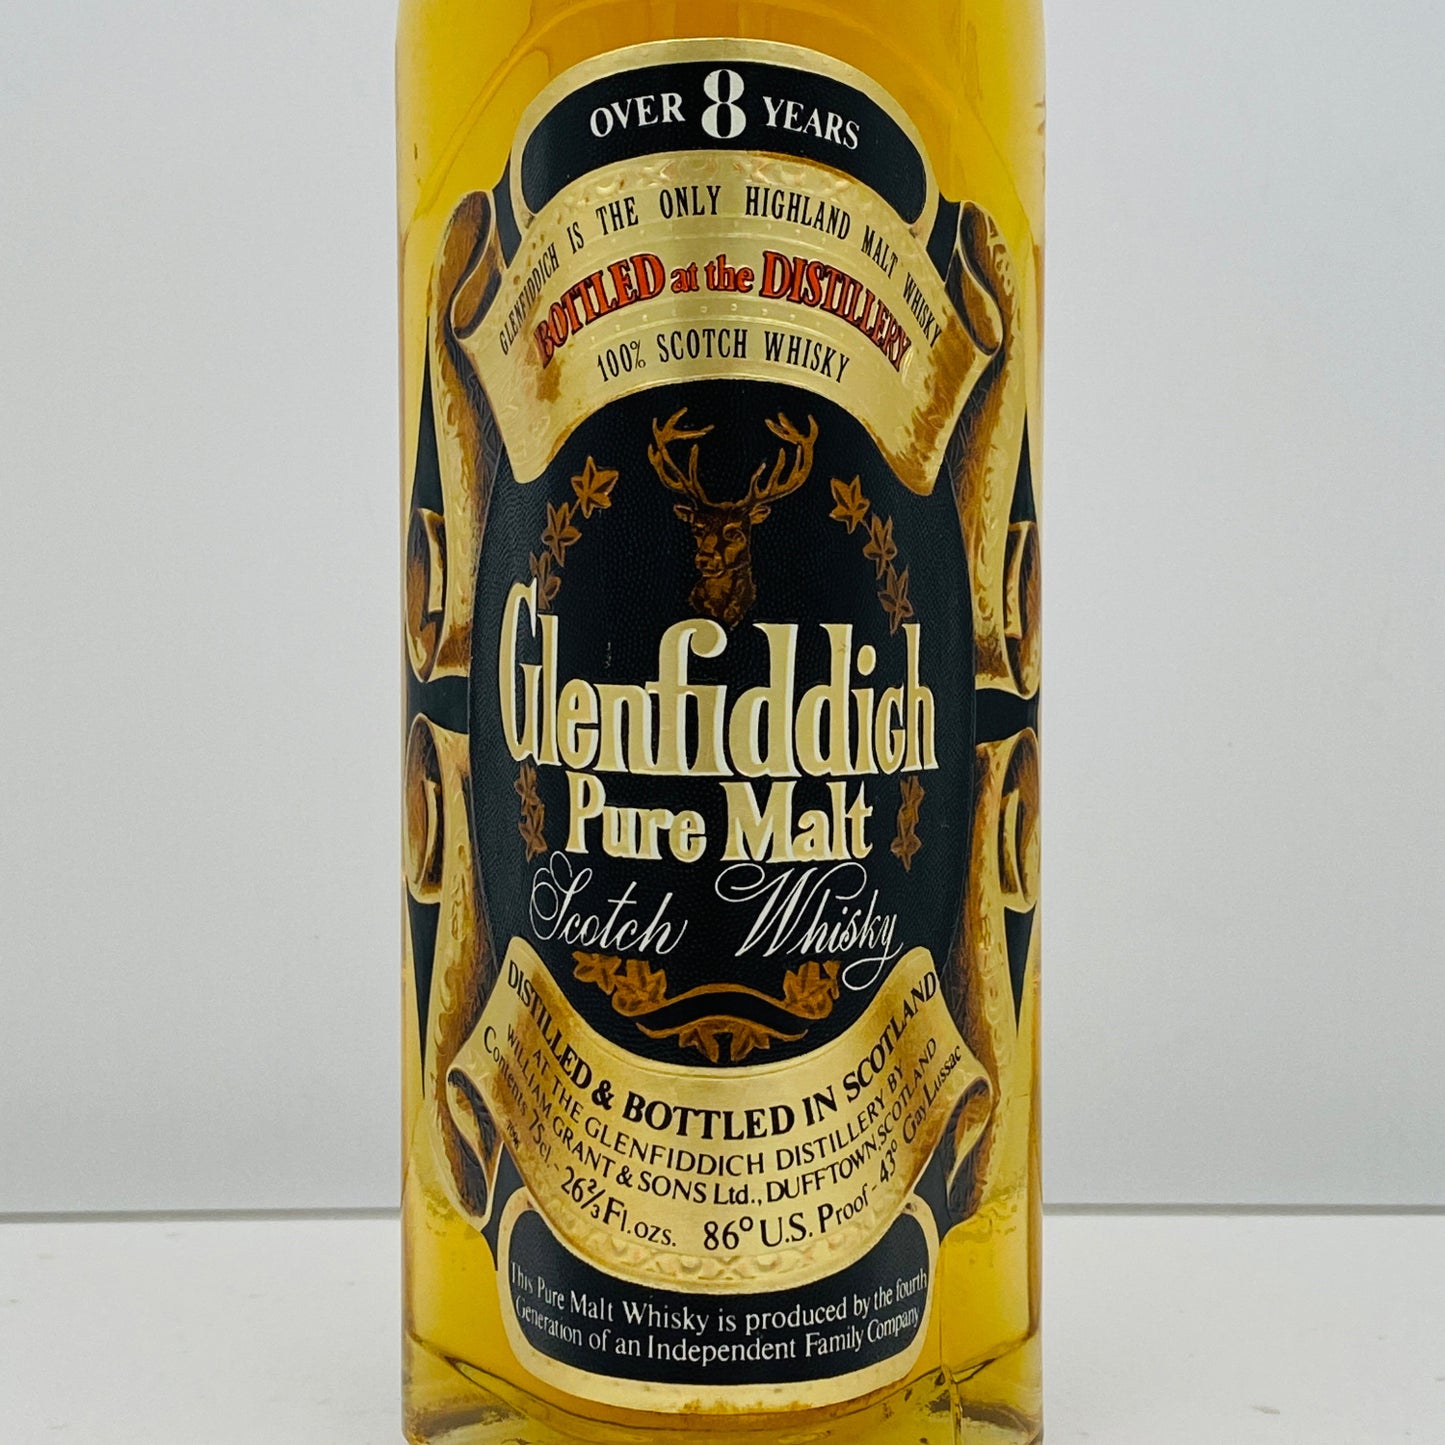 OVER 8 YEARS
GLENFIDDICH IS THE ONLY HIGHLAND MALT WHISKY
BOTTLED at the DISTILLERY
100% SCOTCH WHISKY
Glenfiddich
Pure Malt
Scotch Whisky
DISTILLED & BOTTLED IN SCOTLAND
AT THE GLENFIDDICH DISTILLERY BY
WILLIAM GRANT & SONS Ltd., DUFFTOWN, SCOTLAND
Contents 75cl. - 26⅔ Fl. ozs. 86° U.S. Proof - 43° Gay Lussac
This Pure Malt Whisky is produced by the fourth
Generation of an Independent Family Company